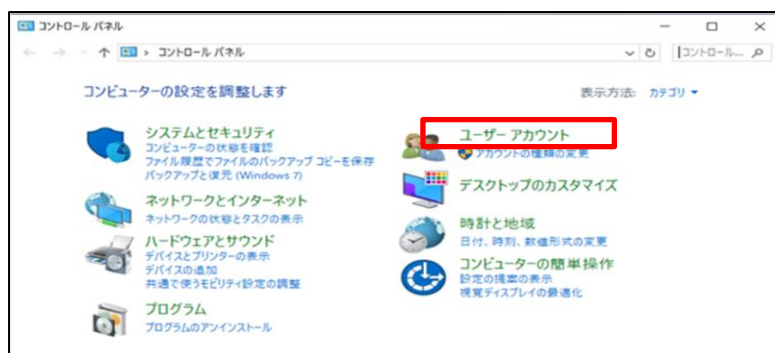 コントロール パネル
コントロール パネル
コントロール...
コンピューターの設定を調整します
表示方法: カテゴリ
システムとセキュリティ
コンピューターの状態を確認
ファイル履歴でファイルのバックアップ コピーを保存
バックアップと復元 (Windows 7)
ネットワークとインターネット
ネットワークの状態とタスクの表示
ハードウェアとサウンド
デバイスとプリンターの表示
デバイスの追加
共通で使うモビリティ設定の調整
プログラム
プログラムのアンインストール
ユーザー アカウント
アカウントの種類の変更
デスクトップのカスタマイズ
時計と地域
日付、時刻、数値形式の変更
コンピューターの簡単操作
設定の提案の表示
視覚ディスプレイの最適化